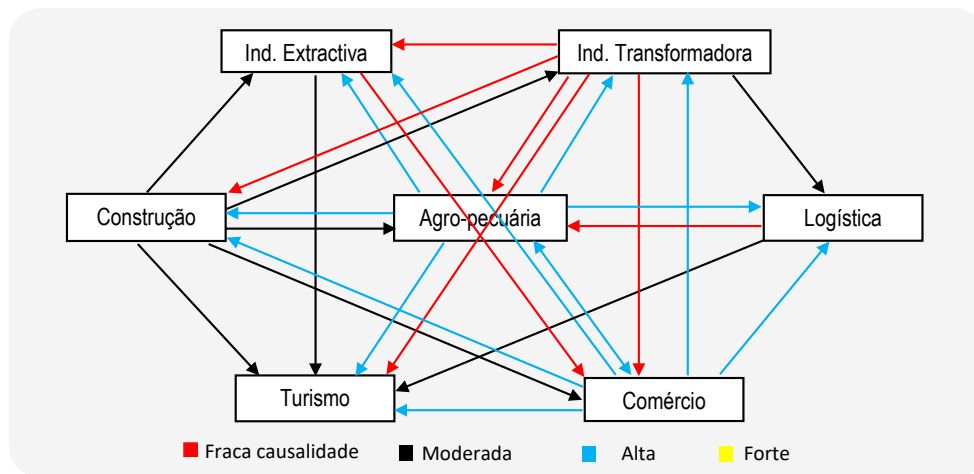 Ind. Extractiva
Ind. Transformadora
Construção
Agro-pecuária
Logística
Turismo
Comércio
Fraca causalidade
Moderada
Alta
Forte